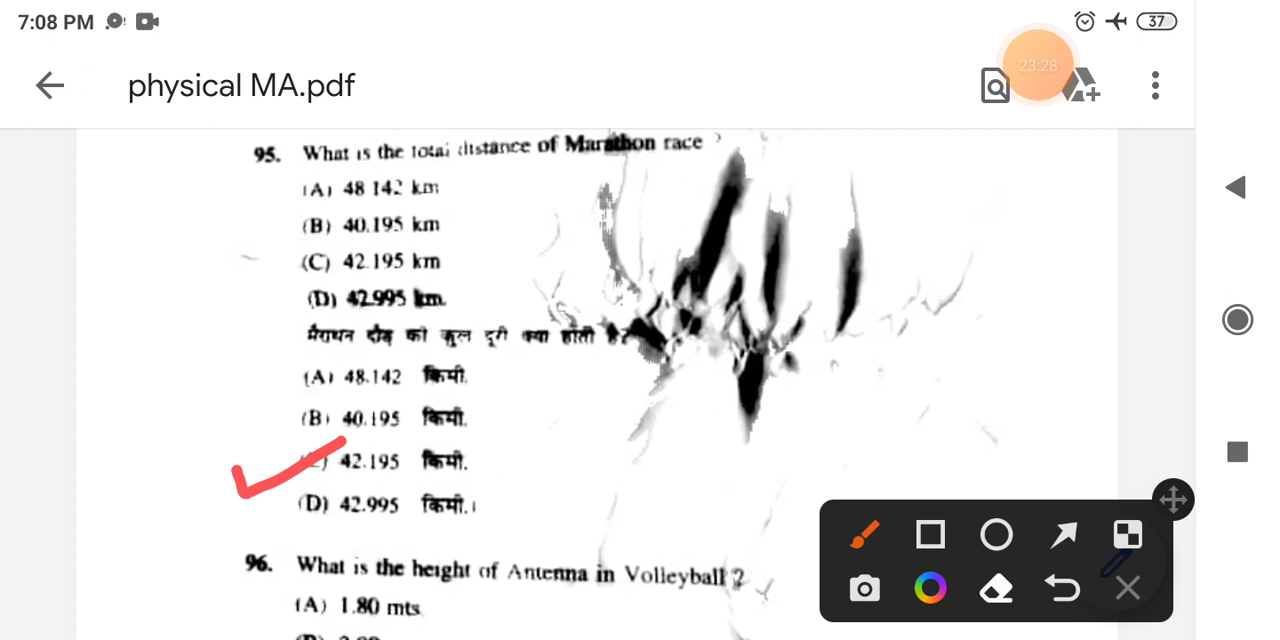 7:08 PM
37
physical MA.pdf
23:28
95. What is the total distance of Marathon race ?
(A) 48 142 km
(B) 40.195 km
(C) 42.195 km
(D) 42.995 km.
मैराथन दौड़ की कुल दूरी क्या होती है?
(A) 48.142 किमी.
(B) 40.195 किमी.
42.195 किमी.
(D) 42.995 किमी.।
96. What is the height of Antenna in Volleyball ?
(A) 1.80 mts